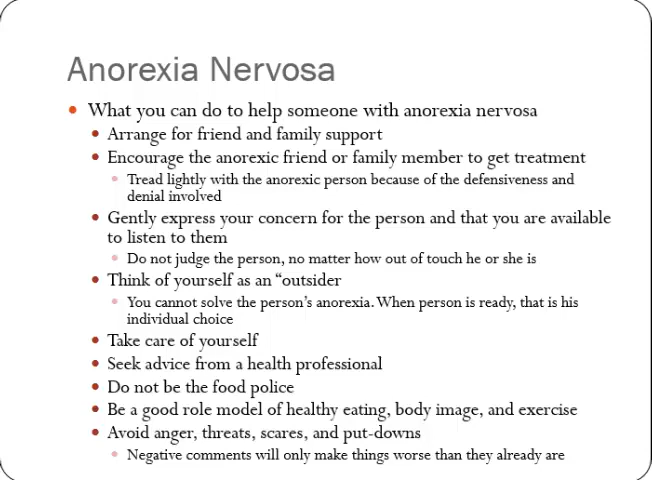 Anorexia Nervosa
What you can do to help someone with anorexia nervosa
Arrange for friend and family support
Encourage the anorexic friend or family member to get treatment
Tread lightly with the anorexic person because of the defensiveness and
denial involved
Gently express your concern for the person and that you are available
to listen to them
Do not judge the person, no matter how out of touch he or she is
Think of yourself as an “outsider
You cannot solve the person’s anorexia. When person is ready, that is his
individual choice
Take care of yourself
Seek advice from a health professional
Do not be the food police
Be a good role model of healthy eating, body image, and exercise
Avoid anger, threats, scares, and put-downs
Negative comments will only make things worse than they already are